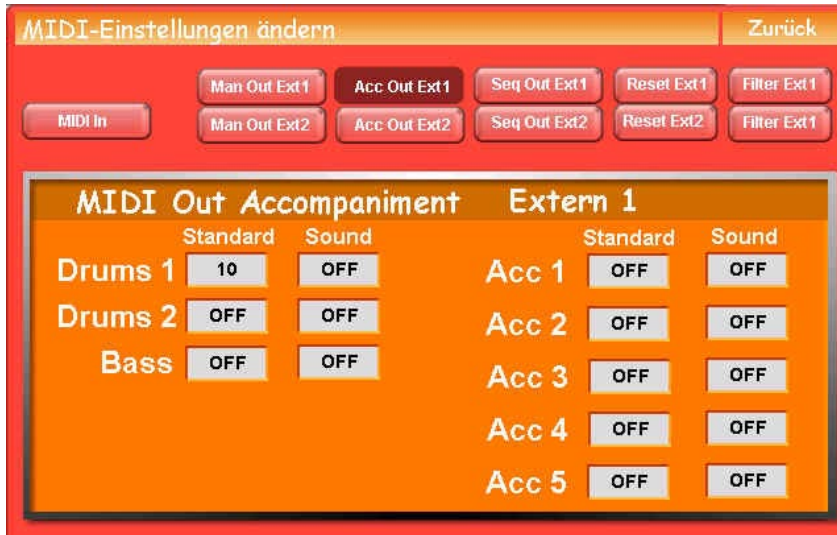 MIDI-Einstellungen ändern Zurück
Man Out Ext1 Acc Out Ext1 Seq Out Ext1 Reset Ext1 Filter Ext1
MIDI In Man Out Ext2 Acc Out Ext2 Seq Out Ext2 Reset Ext2 Filter Ext1
MIDI Out Accompaniment Extern 1
Standard Sound Standard Sound
Drums 1 10 OFF Acc 1 OFF OFF
Drums 2 OFF OFF Acc 2 OFF OFF
Bass OFF OFF Acc 3 OFF OFF
Acc 4 OFF OFF
Acc 5 OFF OFF